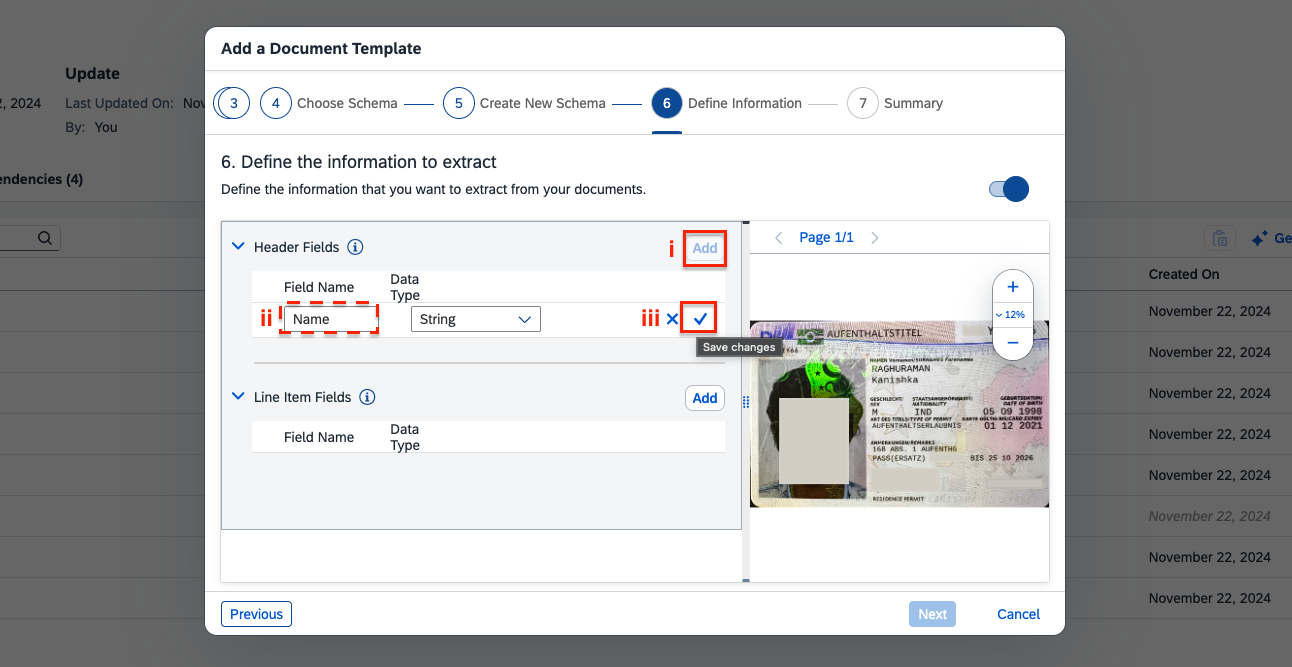 Add a Document Template
Update
2, 2024 Last Updated On: Nov
By: You
endencies (4)
3 4 Choose Schema 5 Create New Schema 6 Define Information 7 Summary
6. Define the information to extract
Define the information that you want to extract from your documents.
Header Fields i Add
Field Name Data Type
ii Name String iii
Save changes
Line Item Fields Add
Field Name Data Type
Page 1/1
+
12%
−
AUFENTHALTSTITEL
NAMEN Vornamen/SURNAMES Forenames
RAGHURAMAN
Kanishka
GESCHLECHT/ STAATSANGEHÖRIGKEIT/ GEBURTSDATUM/
SEX NATIONALITY DATE OF BIRTH
M IND 05 09 1998
ART DES TITELS/TYPE OF PERMIT KARTE GÜLTIG BIS/CARD EXPIRY
AUFENTHALTSERLAUBNIS 01 12 2021
ANMERKUNGEN/REMARKS
16B ABS. 1 AUFENTHG
PASS(ERSATZ) BIS 25 10 2026
RESIDENCE PERMIT
Previous Next Cancel
Ge
Created On
November 22, 2024
November 22, 2024
November 22, 2024
November 22, 2024
November 22, 2024
November 22, 2024
November 22, 2024
November 22, 2024